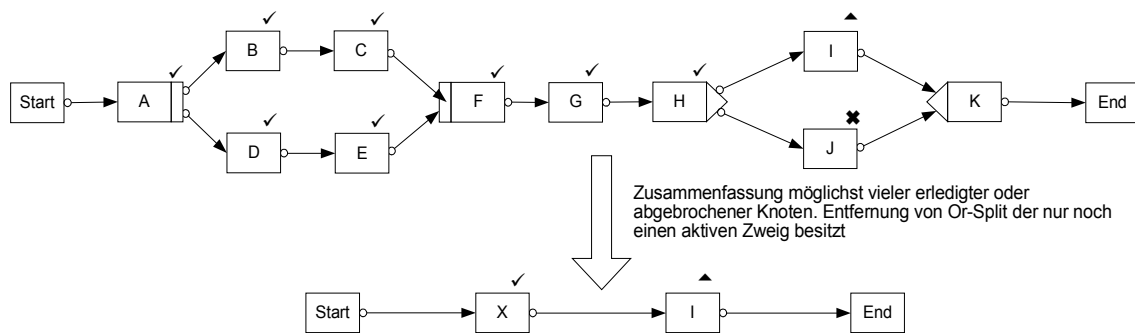 B
C
I
Start
A
F
G
H
K
End
D
E
J
Zusammenfassung möglichst vieler erledigter oder
abgebrochener Knoten. Entfernung von Or-Split der nur noch
einen aktiven Zweig besitzt
Start
X
I
End